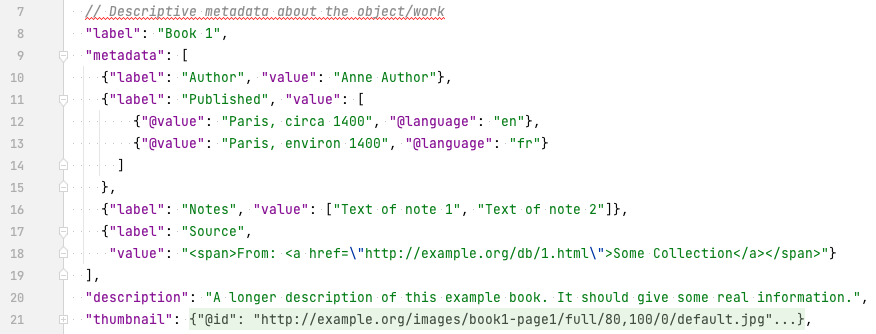 7 // Descriptive metadata about the object/work
8 "label": "Book 1",
9 "metadata": [
10 {"label": "Author", "value": "Anne Author"},
11 {"label": "Published", "value": [
12 {"@value": "Paris, circa 1400", "@language": "en"},
13 {"@value": "Paris, environ 1400", "@language": "fr"}
14 ]
15 },
16 {"label": "Notes", "value": ["Text of note 1", "Text of note 2"]},
17 {"label": "Source",
18 "value": "<span>From: <a href=\"http://example.org/db/1.html\">Some Collection</a></span>"}
19 ],
20 "description": "A longer description of this example book. It should give some real information.",
21 "thumbnail": {"@id": "http://example.org/images/book1-page1/full/80,100/0/default.jpg"...},